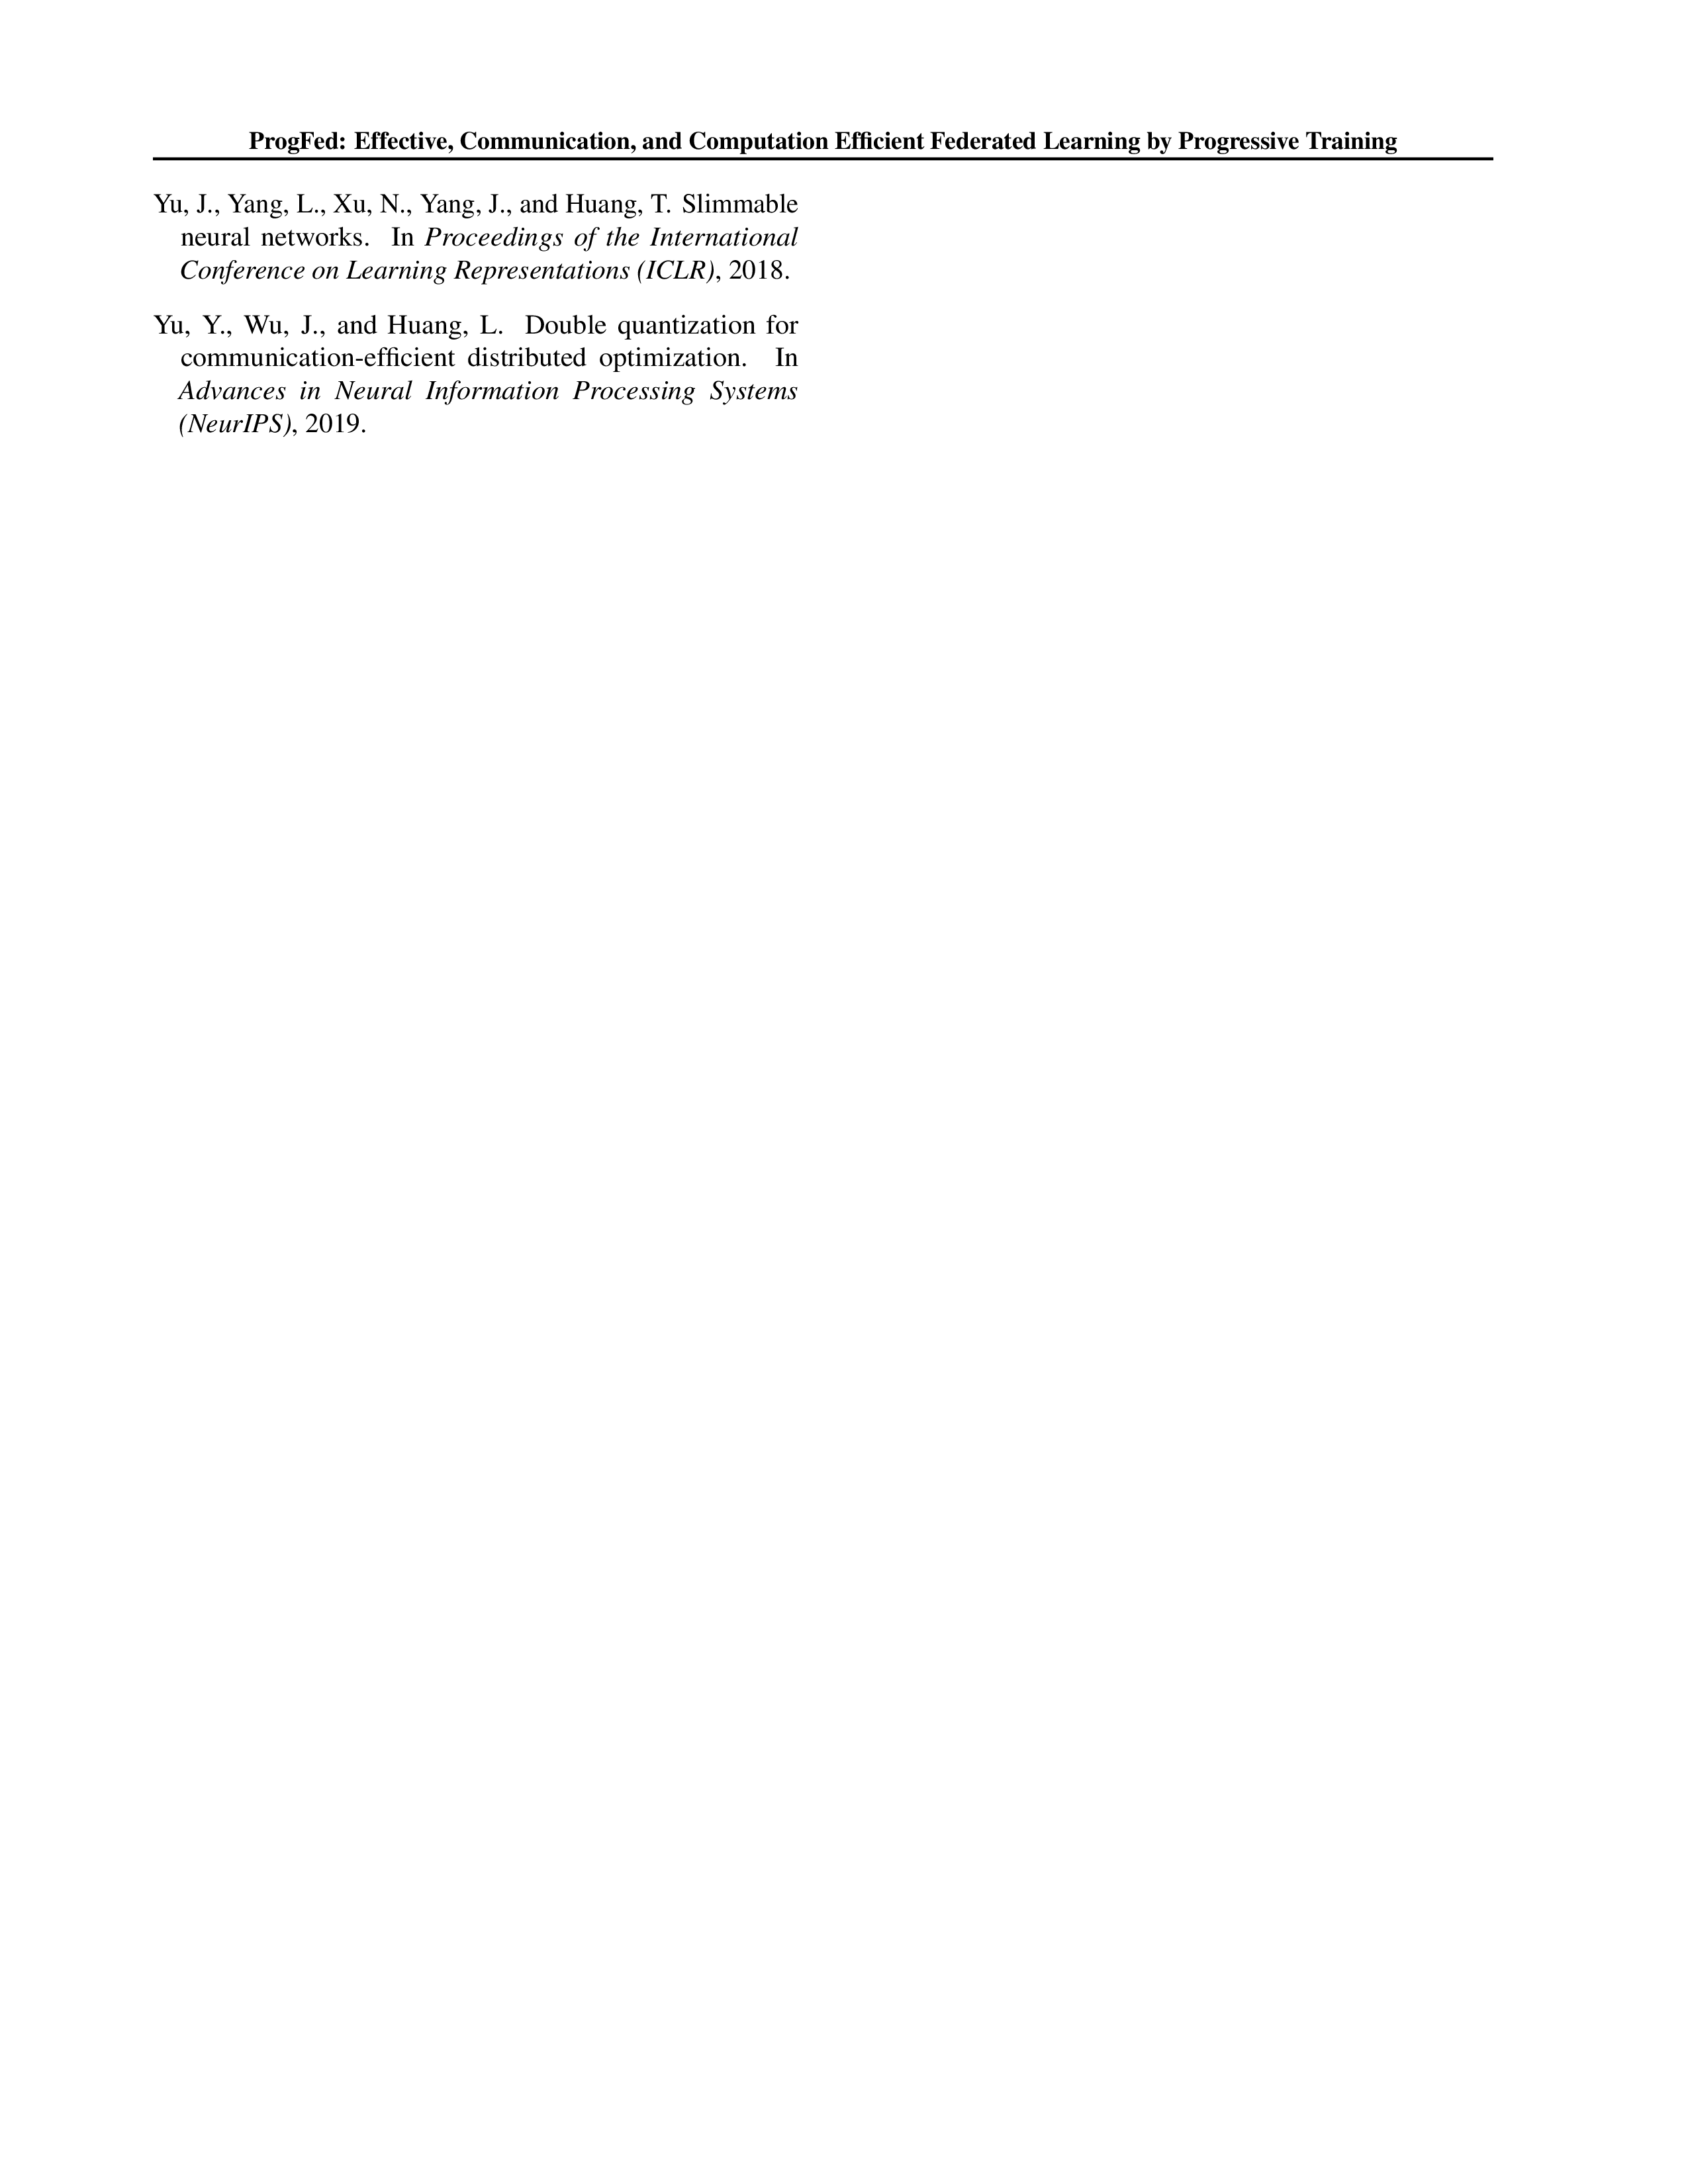 ProgFed: Effective, Communication, and Computation Efficient Federated Learning by Progressive Training
Yu, J., Yang, L., Xu, N., Yang, J., and Huang, T. Slimmable
neural networks. In Proceedings of the International
Conference on Learning Representations (ICLR), 2018.
Yu, Y., Wu, J., and Huang, L. Double quantization for
communication-efficient distributed optimization. In
Advances in Neural Information Processing Systems
(NeurIPS), 2019.